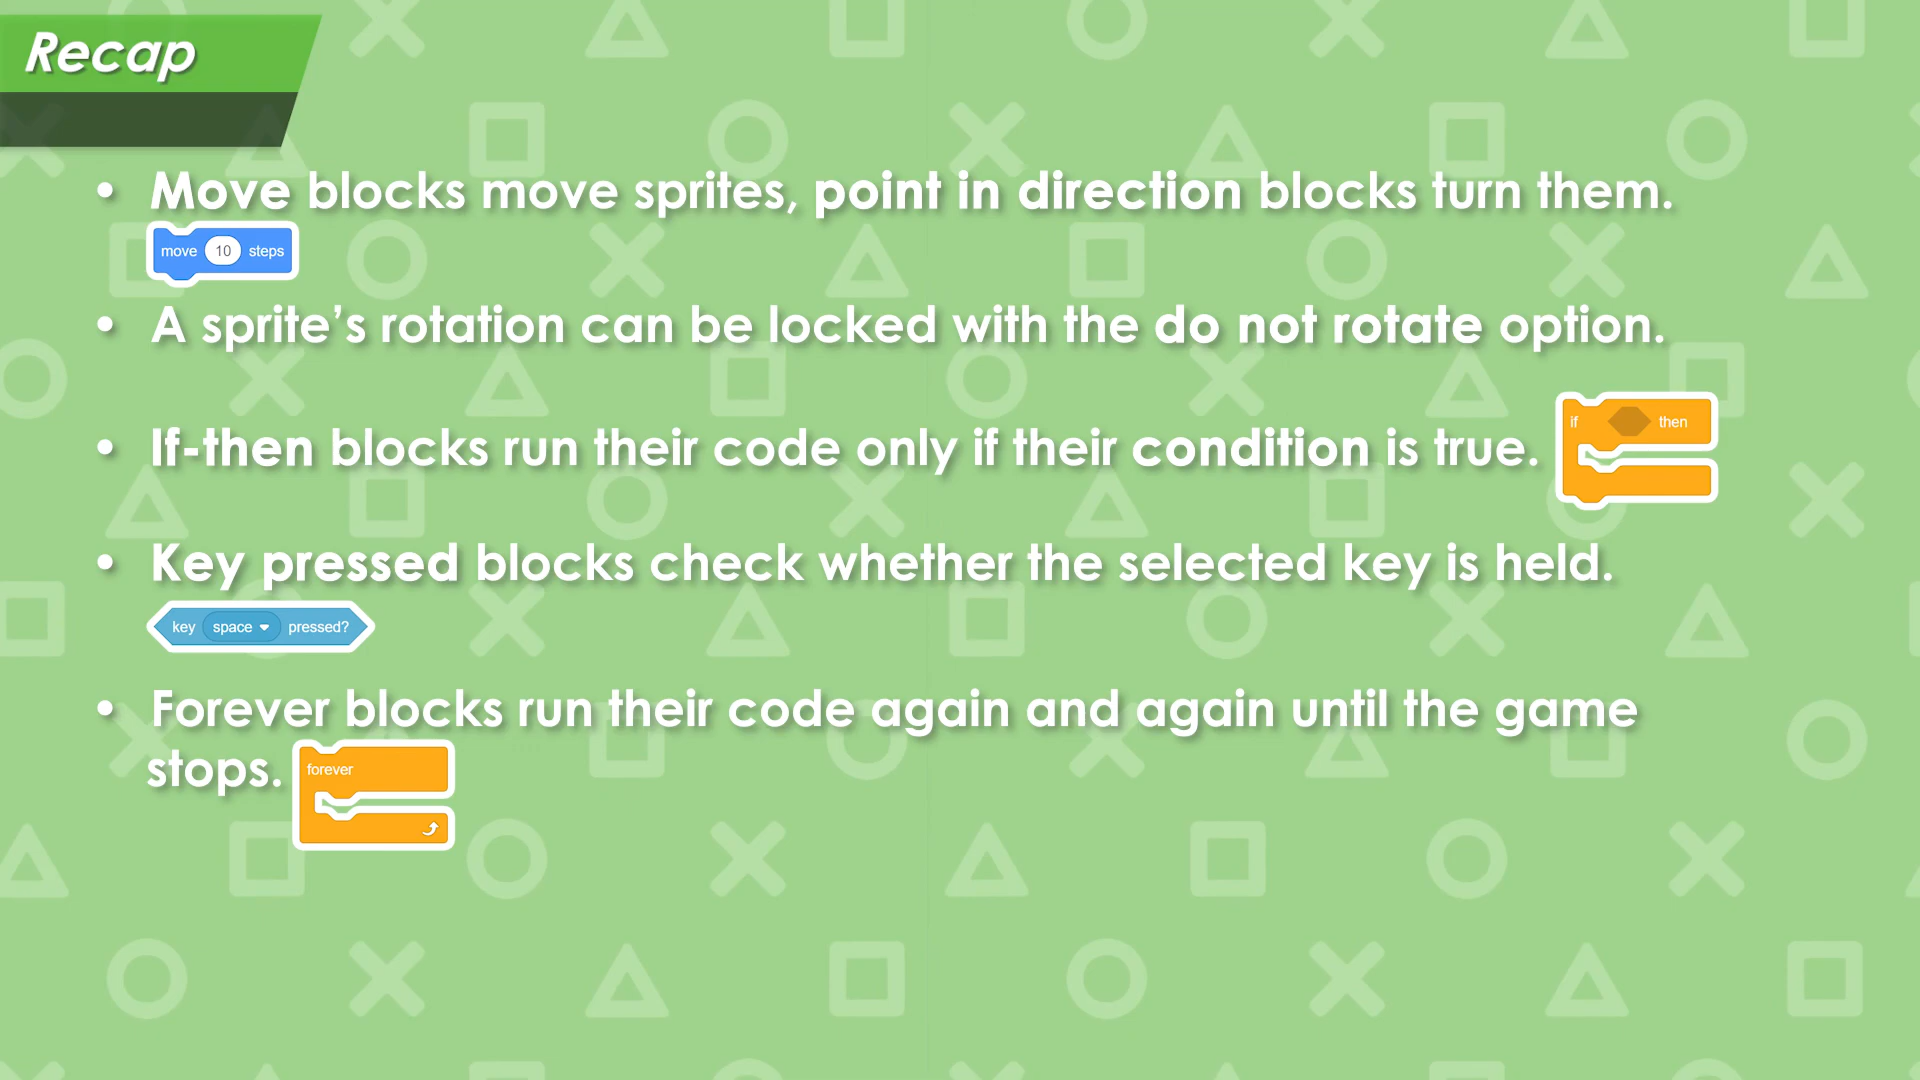 Recap
• Move blocks move sprites, point in direction blocks turn them.
move 10 steps
• A sprite’s rotation can be locked with the do not rotate option.
• If-then blocks run their code only if their condition is true.
if then
• Key pressed blocks check whether the selected key is held.
key space pressed?
• Forever blocks run their code again and again until the game
stops.
forever